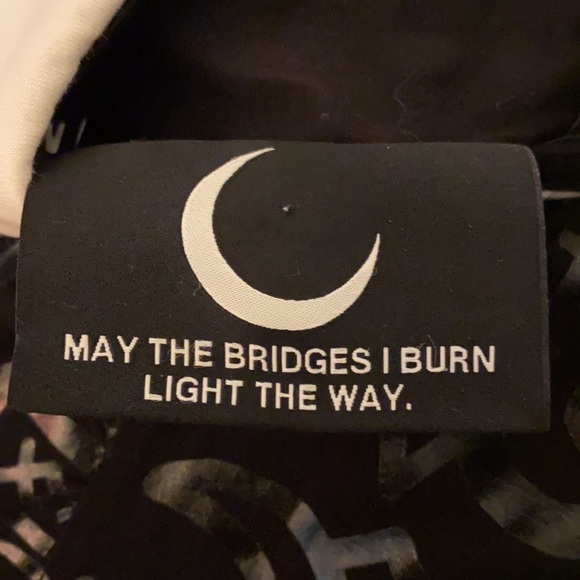 MAY THE BRIDGES I BURN
LIGHT THE WAY.